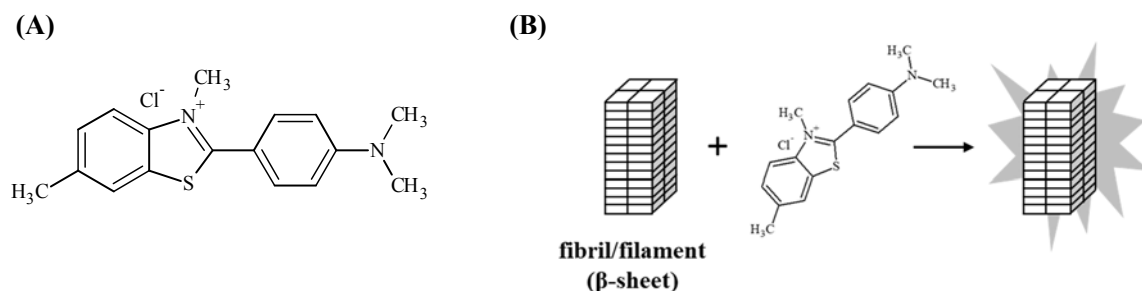 (A)
CH3
Cl-
N+
N
CH3
CH3
H3C
S
(B)
CH3
N
CH3
H3C
N+
Cl-
S
H3C
+
fibril/filament
(β-sheet)